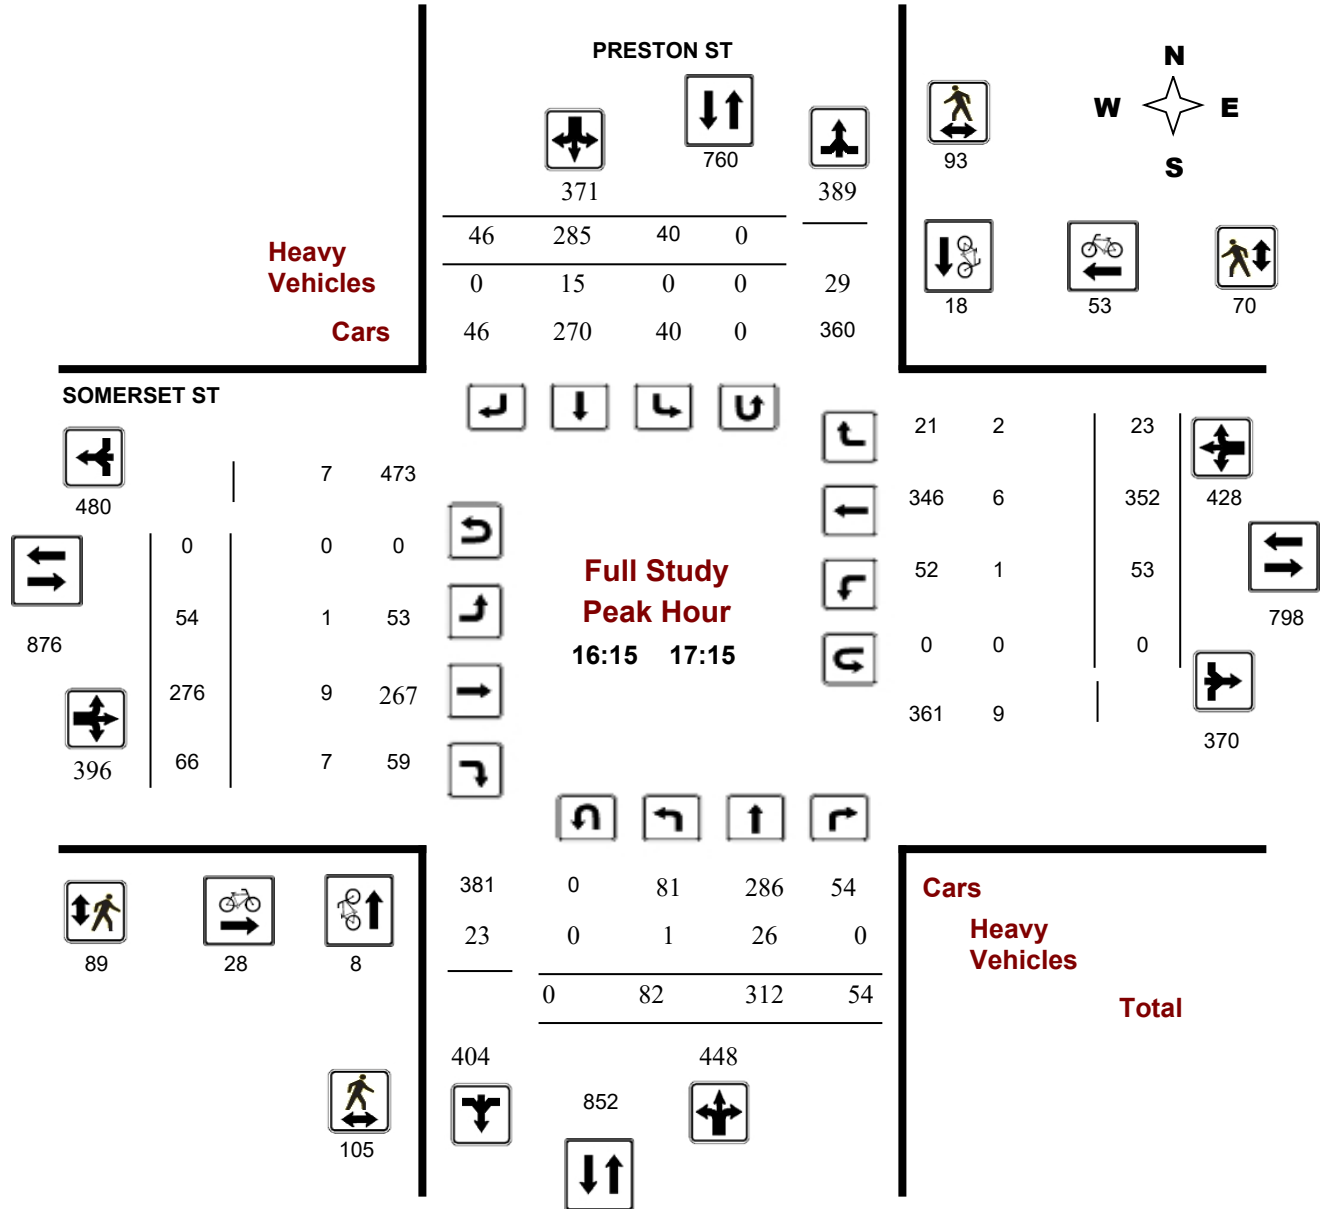 PRESTON ST
N
W E
S
760
93
371 389
46 285 40 0
Heavy
Vehicles
0 15 0 0 29
18 53 70
Cars 46 270 40 0 360
SOMERSET ST
21 2 23
7 473
480
346 6 352 428
0 0 0
Full Study
52 1 53
Peak Hour
54 1 53
798
876
16:15 17:15
0 0 0
276 9 267
361 9
370
396 66 7 59
381 0 81 286 54
Cars
23 0 1 26 0
Heavy
Vehicles
89 28 8
0 82 312 54
Total
404 448
852
105